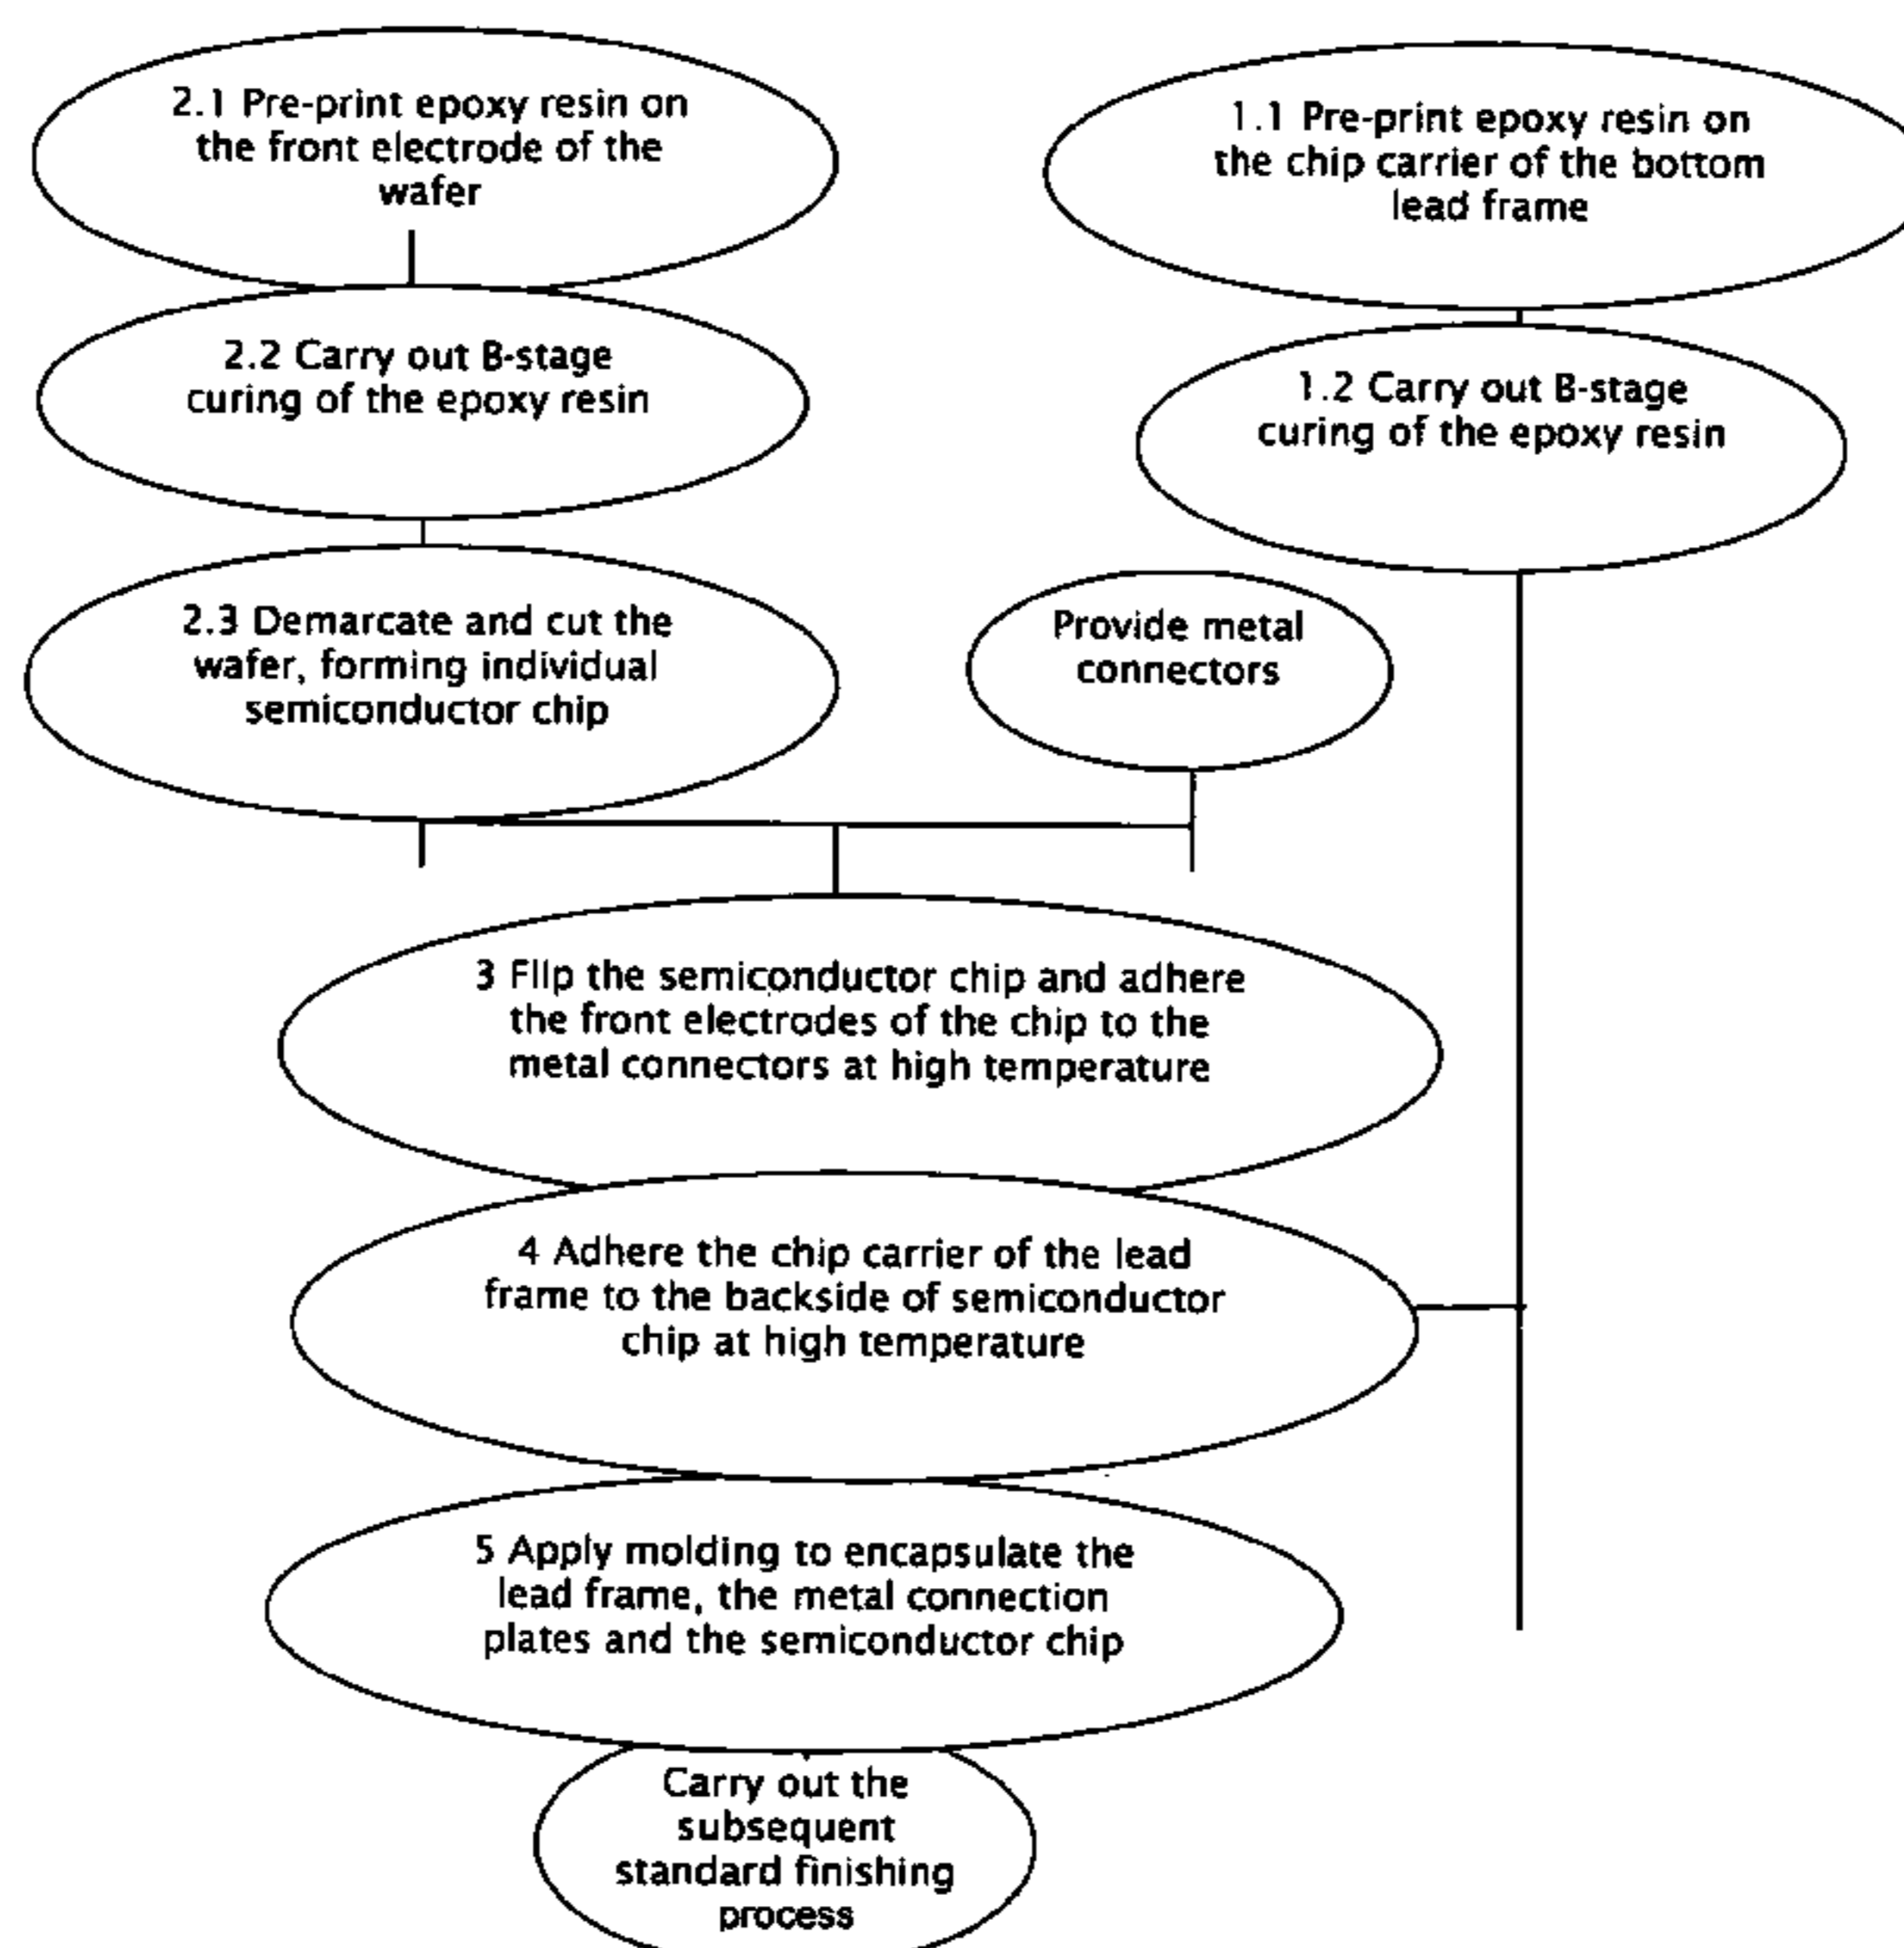 2.1 Pre-print epoxy resin on
the front electrode of the
wafer
1.1 Pre-print epoxy resin on
the chip carrier of the bottom
lead frame
2.2 Carry out B-stage
curing of the epoxy resin
1.2 Carry out B-stage
curing of the epoxy resin
2.3 Demarcate and cut the
wafer, forming individual
semiconductor chip
Provide metal
connectors
3 Flip the semiconductor chip and adhere
the front electrodes of the chip to the
metal connectors at high temperature
4 Adhere the chip carrier of the lead
frame to the backside of semiconductor
chip at high temperature
5 Apply molding to encapsulate the
lead frame, the metal connection
plates and the semiconductor chip
Carry out the
subsequent
standard finishing
process